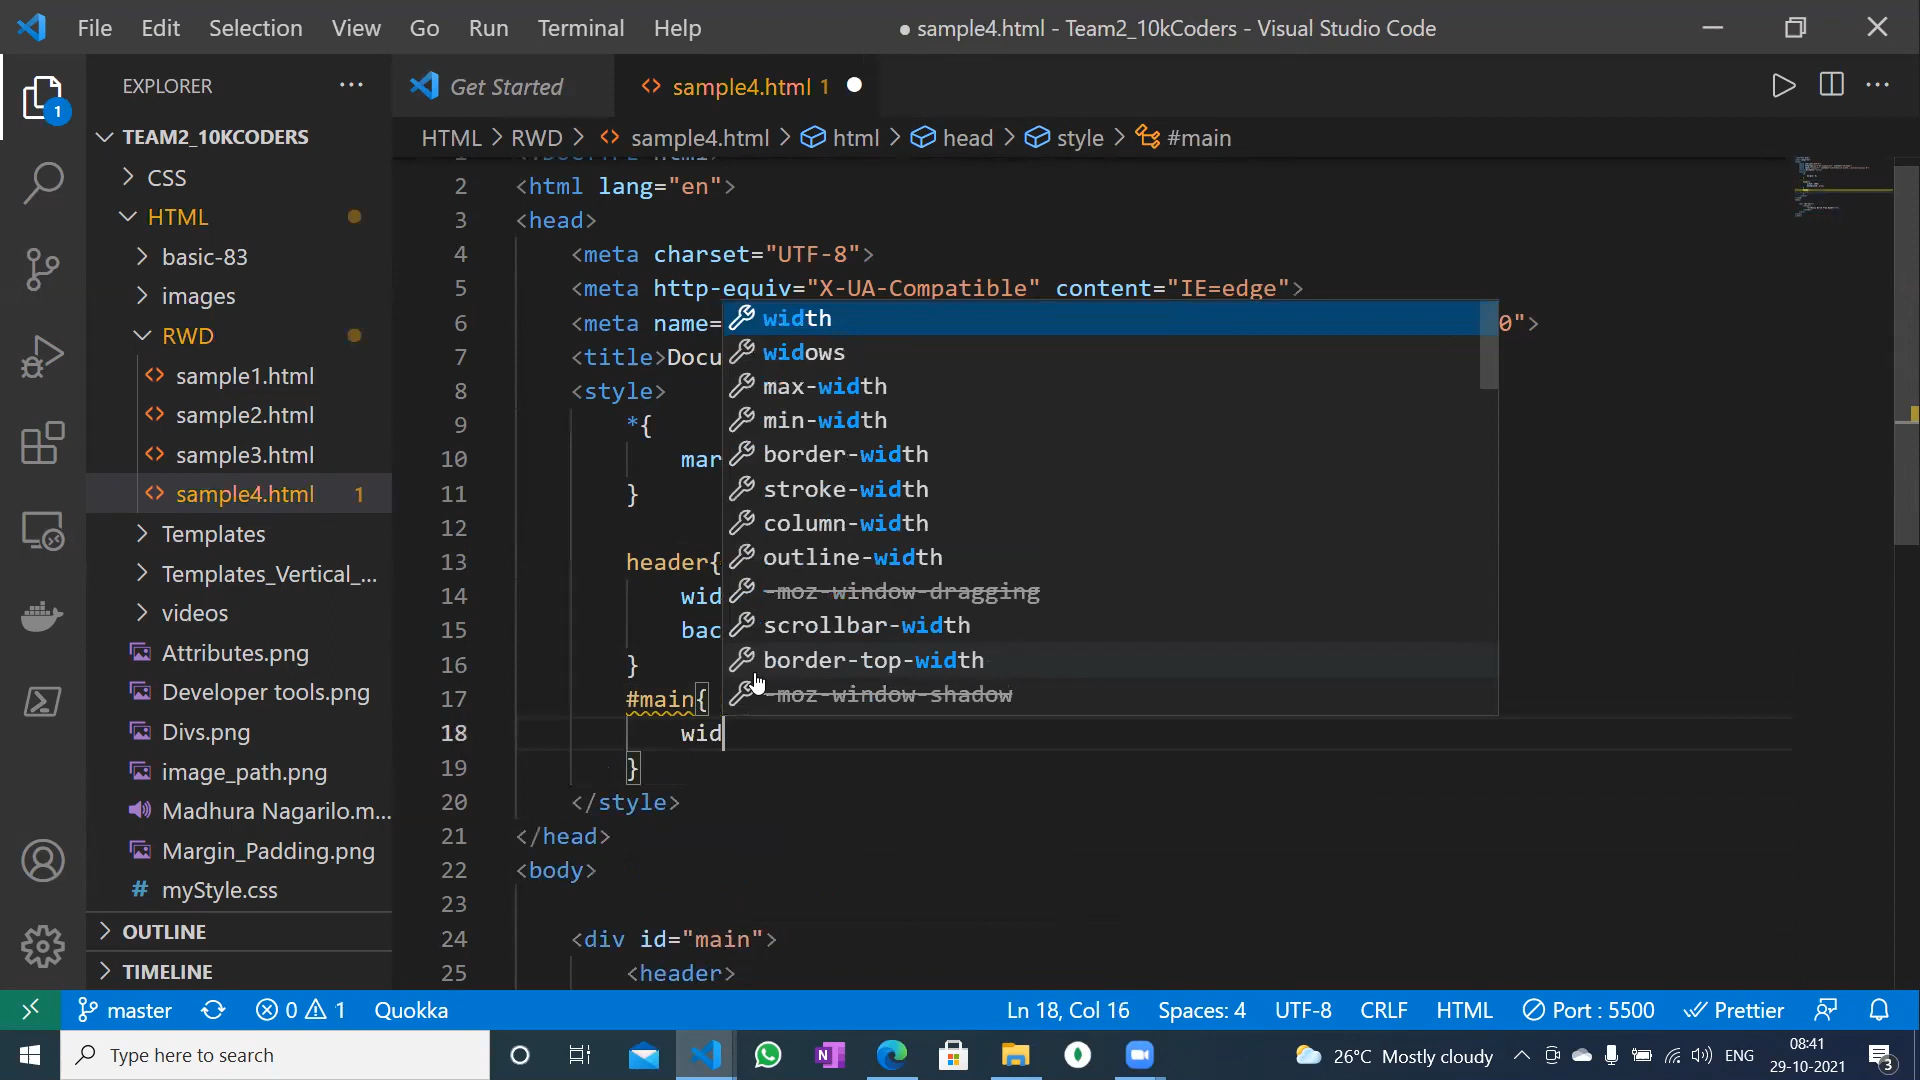 File Edit Selection View Go Run Terminal Help
● sample4.html - Team2_10kCoders - Visual Studio Code
EXPLORER ···
Get Started
<> sample4.html 1 ●
HTML > RWD > <> sample4.html > html > head > style > #main
1
TEAM2_10KCODERS
CSS
HTML
basic-83
images
RWD
<> sample1.html
<> sample2.html
<> sample3.html
<> sample4.html 1
Templates
Templates_Vertical_...
videos
Attributes.png
Developer tools.png
Divs.png
image_path.png
Madhura Nagarilo.m...
Margin_Padding.png
# myStyle.css
OUTLINE
TIMELINE
2 <html lang="en">
3 <head>
4 <meta charset="UTF-8">
5 <meta http-equiv="X-UA-Compatible" content="IE=edge">
6 <meta name= 0">
7 <title>Docu
8 <style>
9 *{
10 mar
11 }
12
13 header{
14 wid
15 bac
16 }
17 #main{
18 wid
19 }
20 </style>
21 </head>
22 <body>
23
24 <div id="main">
25 <header>
width
widows
max-width
min-width
border-width
stroke-width
column-width
outline-width
-moz-window-dragging
scrollbar-width
border-top-width
-moz-window-shadow
master 0 1 Quokka Ln 18, Col 16 Spaces: 4 UTF-8 CRLF HTML Port : 5500 Prettier
Type here to search
26°C Mostly cloudy ENG 08:41
29-10-2021
3